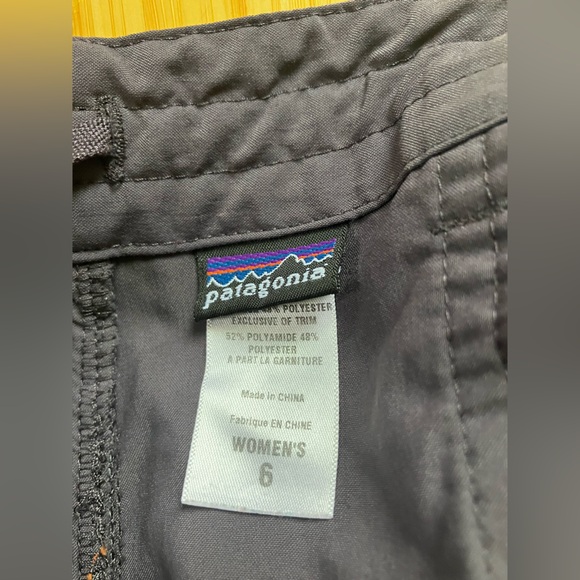 patagonia
48% POLYESTER
EXCLUSIVE OF TRIM
52% POLYAMIDE 48%
POLYESTER
A PART LA GARNITURE
Made in CHINA
Fabrique EN CHINE
WOMEN'S
6